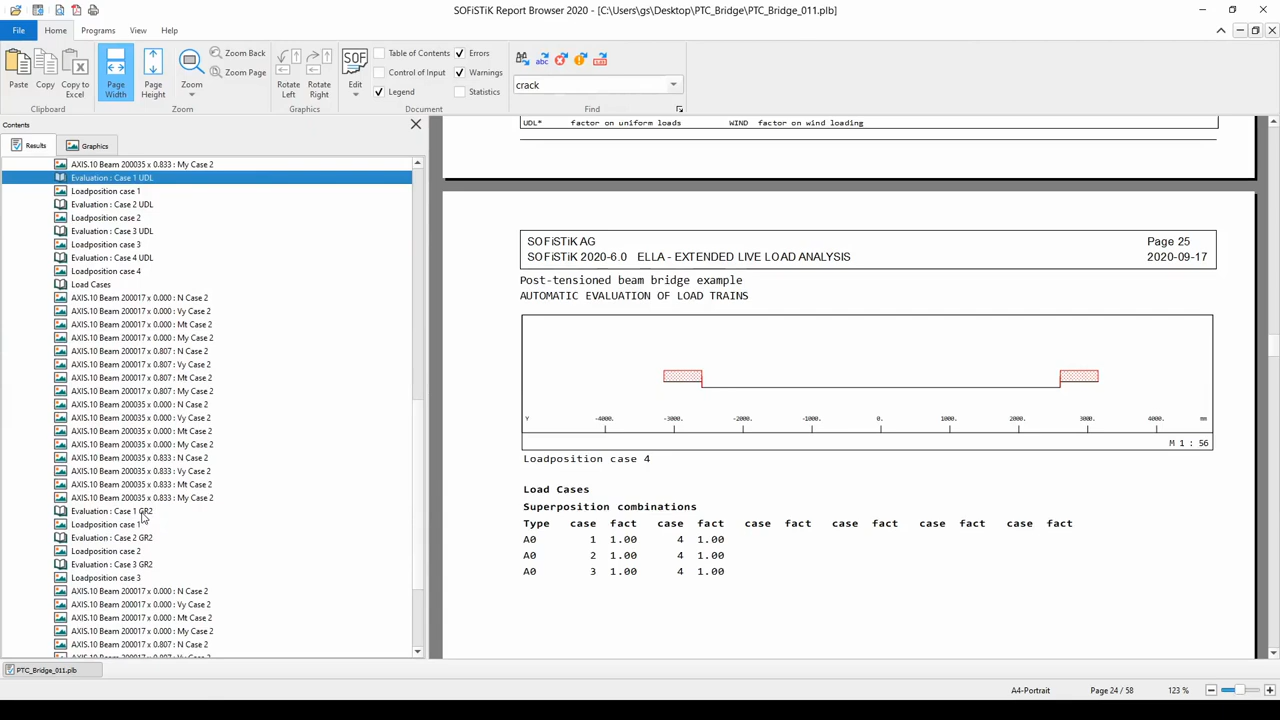 SOFiSTiK Report Browser 2020 - [C:\Users\gs\Desktop\PTC_Bridge\PTC_Bridge_011.plb]
File Home Programs View Help
Paste Copy Copy to Excel
Clipboard
Page Width Page Height Zoom Zoom Back Zoom Page
Zoom
Rotate Left Rotate Right
Graphics
SOF Edit
Table of Contents Errors
Control of Input Warnings
Legend Statistics
Document
abc
crack
Find
Contents
Results Graphics
AXIS.10 Beam 200035 x 0.833 : My Case 2
Evaluation : Case 1 UDL
Loadposition case 1
Evaluation : Case 2 UDL
Loadposition case 2
Evaluation : Case 3 UDL
Loadposition case 3
Evaluation : Case 4 UDL
Loadposition case 4
Load Cases
AXIS.10 Beam 200017 x 0.000 : N Case 2
AXIS.10 Beam 200017 x 0.000 : Vy Case 2
AXIS.10 Beam 200017 x 0.000 : Mt Case 2
AXIS.10 Beam 200017 x 0.000 : My Case 2
AXIS.10 Beam 200017 x 0.807 : N Case 2
AXIS.10 Beam 200017 x 0.807 : Vy Case 2
AXIS.10 Beam 200017 x 0.807 : Mt Case 2
AXIS.10 Beam 200017 x 0.807 : My Case 2
AXIS.10 Beam 200035 x 0.000 : N Case 2
AXIS.10 Beam 200035 x 0.000 : Vy Case 2
AXIS.10 Beam 200035 x 0.000 : Mt Case 2
AXIS.10 Beam 200035 x 0.000 : My Case 2
AXIS.10 Beam 200035 x 0.833 : N Case 2
AXIS.10 Beam 200035 x 0.833 : Vy Case 2
AXIS.10 Beam 200035 x 0.833 : Mt Case 2
AXIS.10 Beam 200035 x 0.833 : My Case 2
Evaluation : Case 1 GR2
Loadposition case 1
Evaluation : Case 2 GR2
Loadposition case 2
Evaluation : Case 3 GR2
Loadposition case 3
AXIS.10 Beam 200017 x 0.000 : N Case 2
AXIS.10 Beam 200017 x 0.000 : Vy Case 2
AXIS.10 Beam 200017 x 0.000 : Mt Case 2
AXIS.10 Beam 200017 x 0.000 : My Case 2
AXIS.10 Beam 200017 x 0.807 : N Case 2
AXIS.10 Beam 200017 x 0.807 : Vy Case 2
UDL* factor on uniform loads WIND factor on wind loading
SOFiSTiK AG Page 25
SOFiSTiK 2020-6.0 ELLA - EXTENDED LIVE LOAD ANALYSIS 2020-09-17
Post-tensioned beam bridge example
AUTOMATIC EVALUATION OF LOAD TRAINS
Y -4000. -3000. -2000. -1000. 0. 1000. 2000. 3000. 4000. mm
M 1 : 56
Loadposition case 4
Load Cases
Superposition combinations
Type case fact case fact case fact case fact case fact case fact
A0 1 1.00 4 1.00
A0 2 1.00 4 1.00
A0 3 1.00 4 1.00
PTC_Bridge_011.plb
A4-Portrait Page 24 / 58 123 %